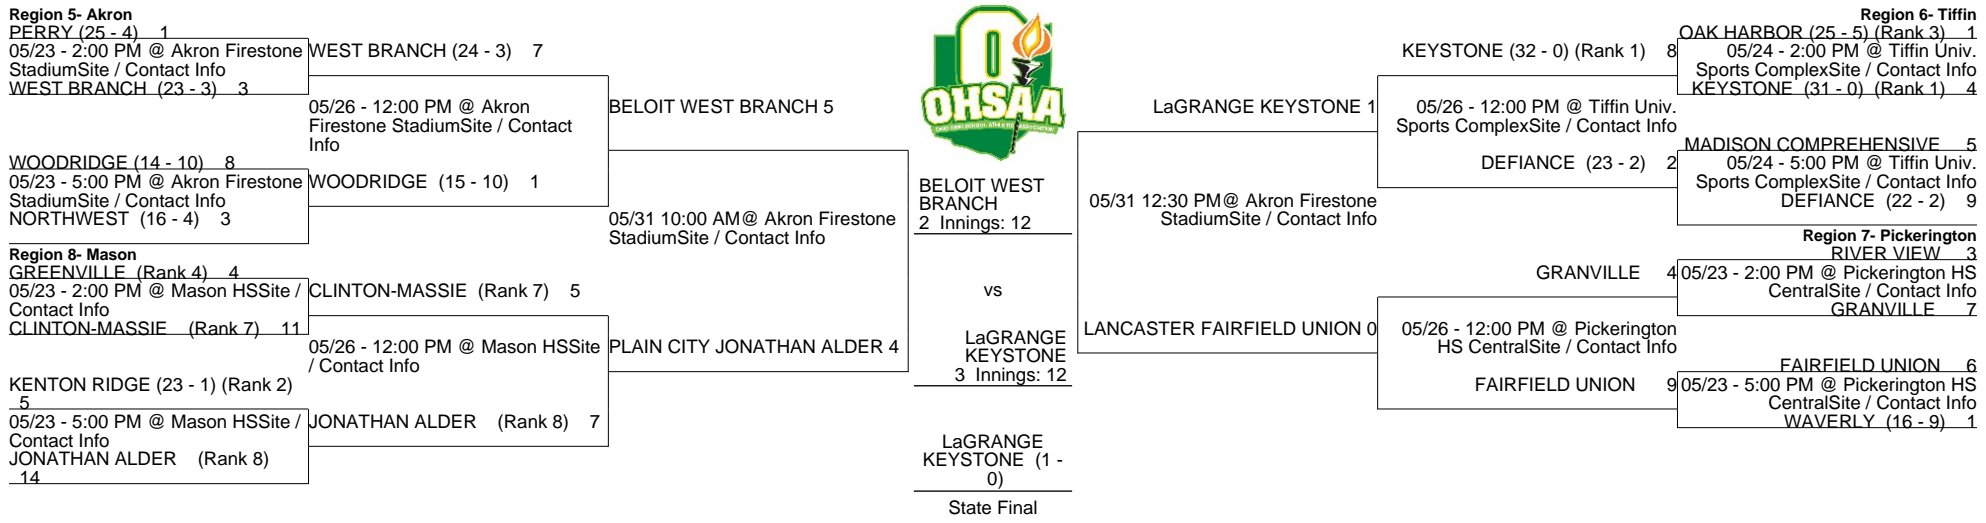 Region 5- Akron
PERRY (25 - 4) 1
05/23 - 2:00 PM @ Akron Firestone
StadiumSite / Contact Info
WEST BRANCH (23 - 3) 3
WOODRIDGE (14 - 10) 8
05/23 - 5:00 PM @ Akron Firestone
StadiumSite / Contact Info
NORTHWEST (16 - 4) 3
Region 8- Mason
GREENVILLE (Rank 4) 4
05/23 - 2:00 PM @ Mason HSSite /
Contact Info
CLINTON-MASSIE (Rank 7) 11
KENTON RIDGE (23 - 1) (Rank 2)
5
05/23 - 5:00 PM @ Mason HSSite /
Contact Info
JONATHAN ALDER (Rank 8)
14
WEST BRANCH (24 - 3) 7
05/26 - 12:00 PM @ Akron
Firestone StadiumSite / Contact
Info
WOODRIDGE (15 - 10) 1
CLINTON-MASSIE (Rank 7) 5
05/26 - 12:00 PM @ Mason HSSite
/ Contact Info
JONATHAN ALDER (Rank 8) 7
BELOIT WEST BRANCH 5
05/31 10:00 AM@ Akron Firestone
StadiumSite / Contact Info
PLAIN CITY JONATHAN ALDER 4
O
OHSAA
BELOIT WEST
BRANCH
2 Innings: 12
vs
LaGRANGE
KEYSTONE
3 Innings: 12
LaGRANGE
KEYSTONE (1 -
0)
State Final
LaGRANGE KEYSTONE 1
05/31 12:30 PM@ Akron Firestone
StadiumSite / Contact Info
LANCASTER FAIRFIELD UNION 0
KEYSTONE (32 - 0) (Rank 1) 8
05/26 - 12:00 PM @ Tiffin Univ.
Sports ComplexSite / Contact Info
DEFIANCE (23 - 2) 2
GRANVILLE 4
05/26 - 12:00 PM @ Pickerington
HS CentralSite / Contact Info
FAIRFIELD UNION 9
Region 6- Tiffin
OAK HARBOR (25 - 5) (Rank 3) 1
05/24 - 2:00 PM @ Tiffin Univ.
Sports ComplexSite / Contact Info
KEYSTONE (31 - 0) (Rank 1) 4
MADISON COMPREHENSIVE 5
05/24 - 5:00 PM @ Tiffin Univ.
Sports ComplexSite / Contact Info
DEFIANCE (22 - 2) 9
Region 7- Pickerington
RIVER VIEW 3
05/23 - 2:00 PM @ Pickerington HS
CentralSite / Contact Info
GRANVILLE 7
FAIRFIELD UNION 6
05/23 - 5:00 PM @ Pickerington HS
CentralSite / Contact Info
WAVERLY (16 - 9) 1